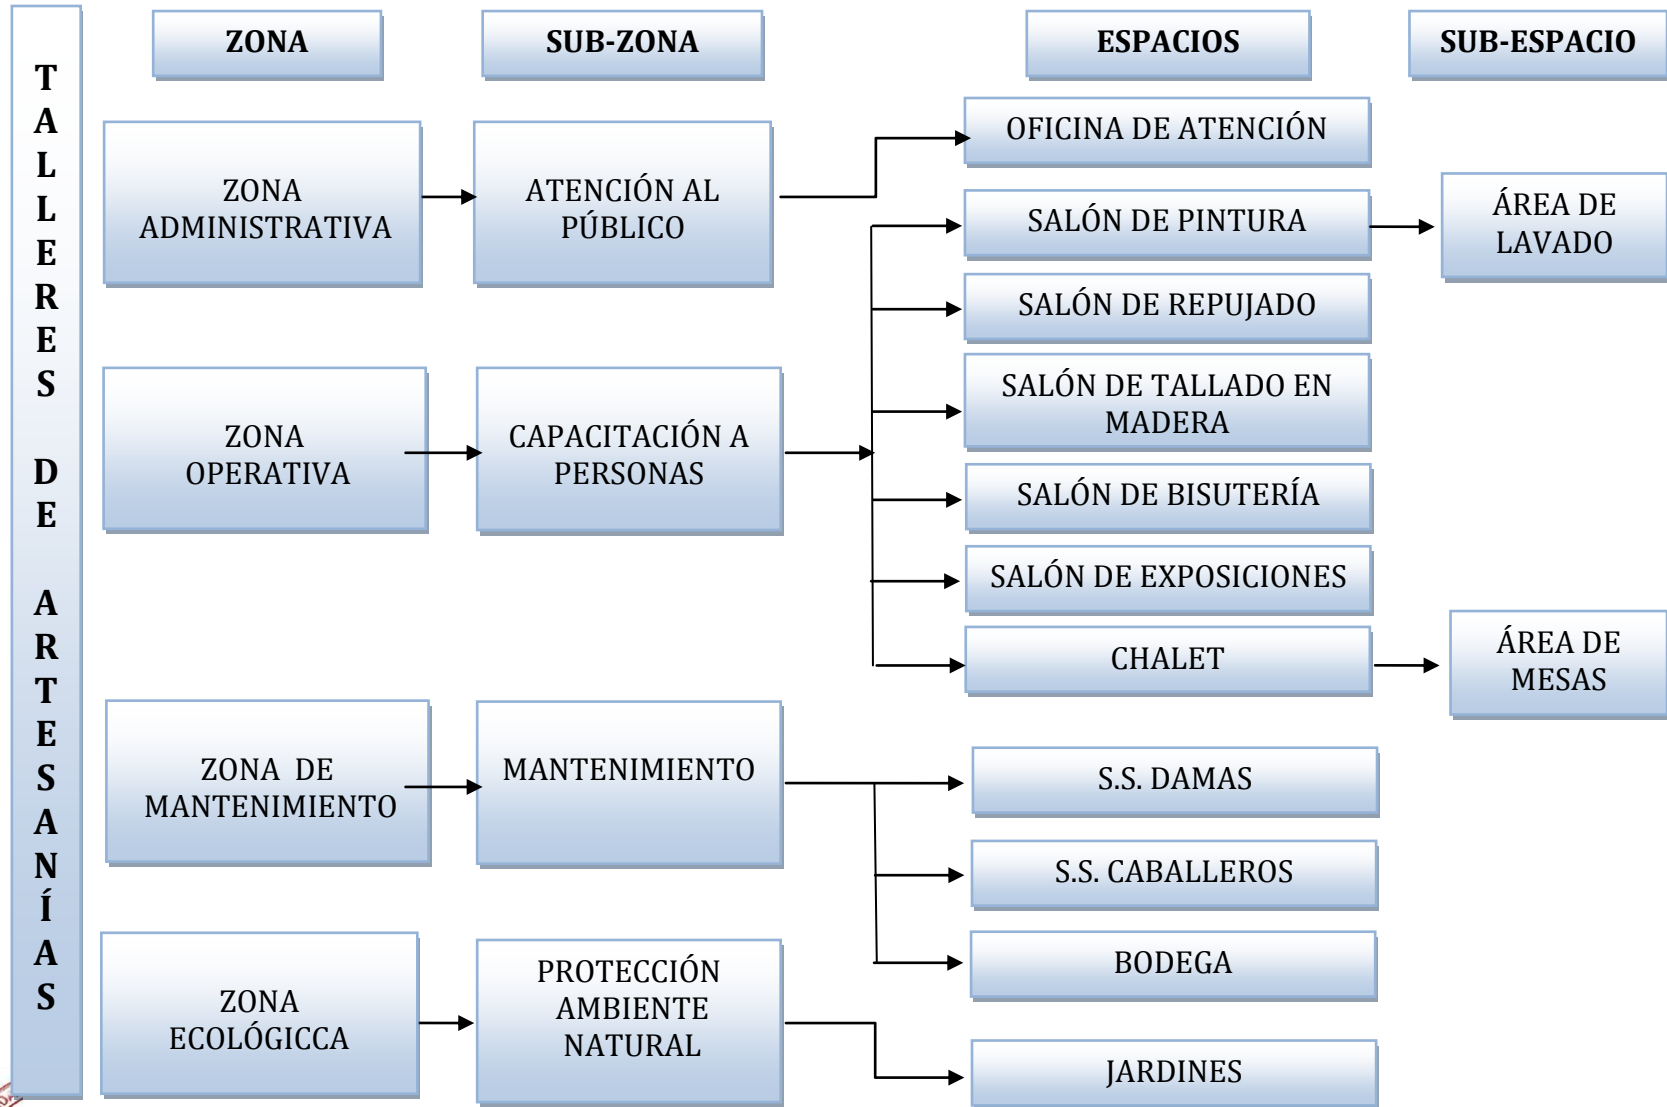 TALLERES DE ARTESANÍAS
ZONA
SUB-ZONA
ESPACIOS
SUB-ESPACIO
ZONA
ADMINISTRATIVA
ATENCIÓN AL
PÚBLICO
OFICINA DE ATENCIÓN
SALÓN DE PINTURA
ÁREA DE
LAVADO
SALÓN DE REPUJADO
ZONA
OPERATIVA
CAPACITACIÓN A
PERSONAS
SALÓN DE TALLADO EN
MADERA
SALÓN DE BISUTERÍA
SALÓN DE EXPOSICIONES
CHALET
ÁREA DE
MESAS
ZONA DE
MANTENIMIENTO
MANTENIMIENTO
S.S. DAMAS
S.S. CABALLEROS
BODEGA
ZONA
ECOLÓGICCA
PROTECCIÓN
AMBIENTE
NATURAL
JARDINES